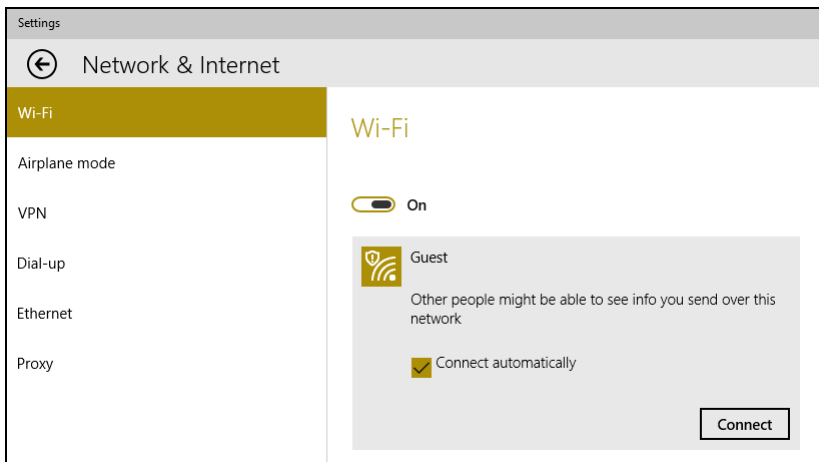 Settings
Network & Internet
Wi-Fi
Airplane mode
VPN
Dial-up
Ethernet
Proxy
Wi-Fi
On
Guest
Other people might be able to see info you send over this
network
Connect automatically
Connect